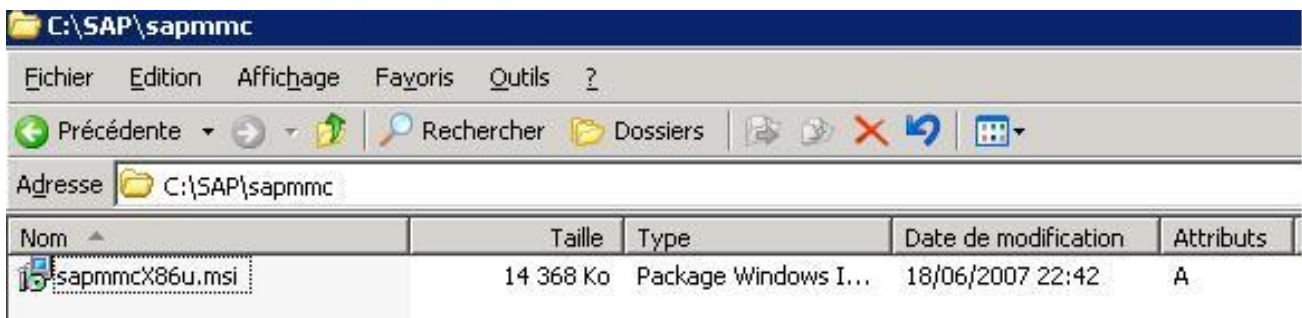 C:\SAP\sapmmc
Fichier Edition Affichage Favoris Outils ?
Précédente Rechercher Dossiers
Adresse C:\SAP\sapmmc
Nom Taille Type Date de modification Attributs
sapmmcX86u.msi 14 368 Ko Package Windows I... 18/06/2007 22:42 A